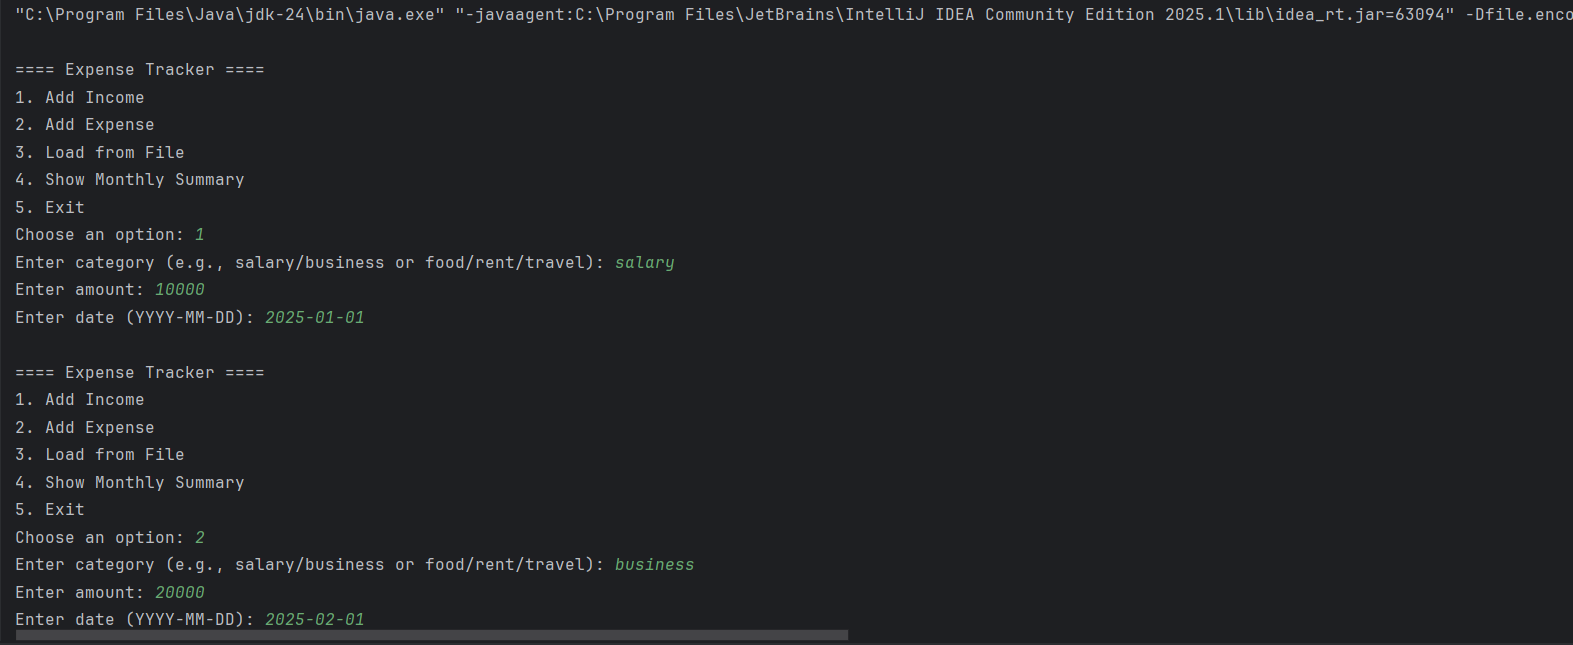 "C:\Program Files\Java\jdk-24\bin\java.exe" "-javaagent:C:\Program Files\JetBrains\IntelliJ IDEA Community Edition 2025.1\lib\idea_rt.jar=63094" -Dfile.enco
==== Expense Tracker ====
1. Add Income
2. Add Expense
3. Load from File
4. Show Monthly Summary
5. Exit
Choose an option: 1
Enter category (e.g., salary/business or food/rent/travel): salary
Enter amount: 10000
Enter date (YYYY-MM-DD): 2025-01-01
==== Expense Tracker ====
1. Add Income
2. Add Expense
3. Load from File
4. Show Monthly Summary
5. Exit
Choose an option: 2
Enter category (e.g., salary/business or food/rent/travel): business
Enter amount: 20000
Enter date (YYYY-MM-DD): 2025-02-01